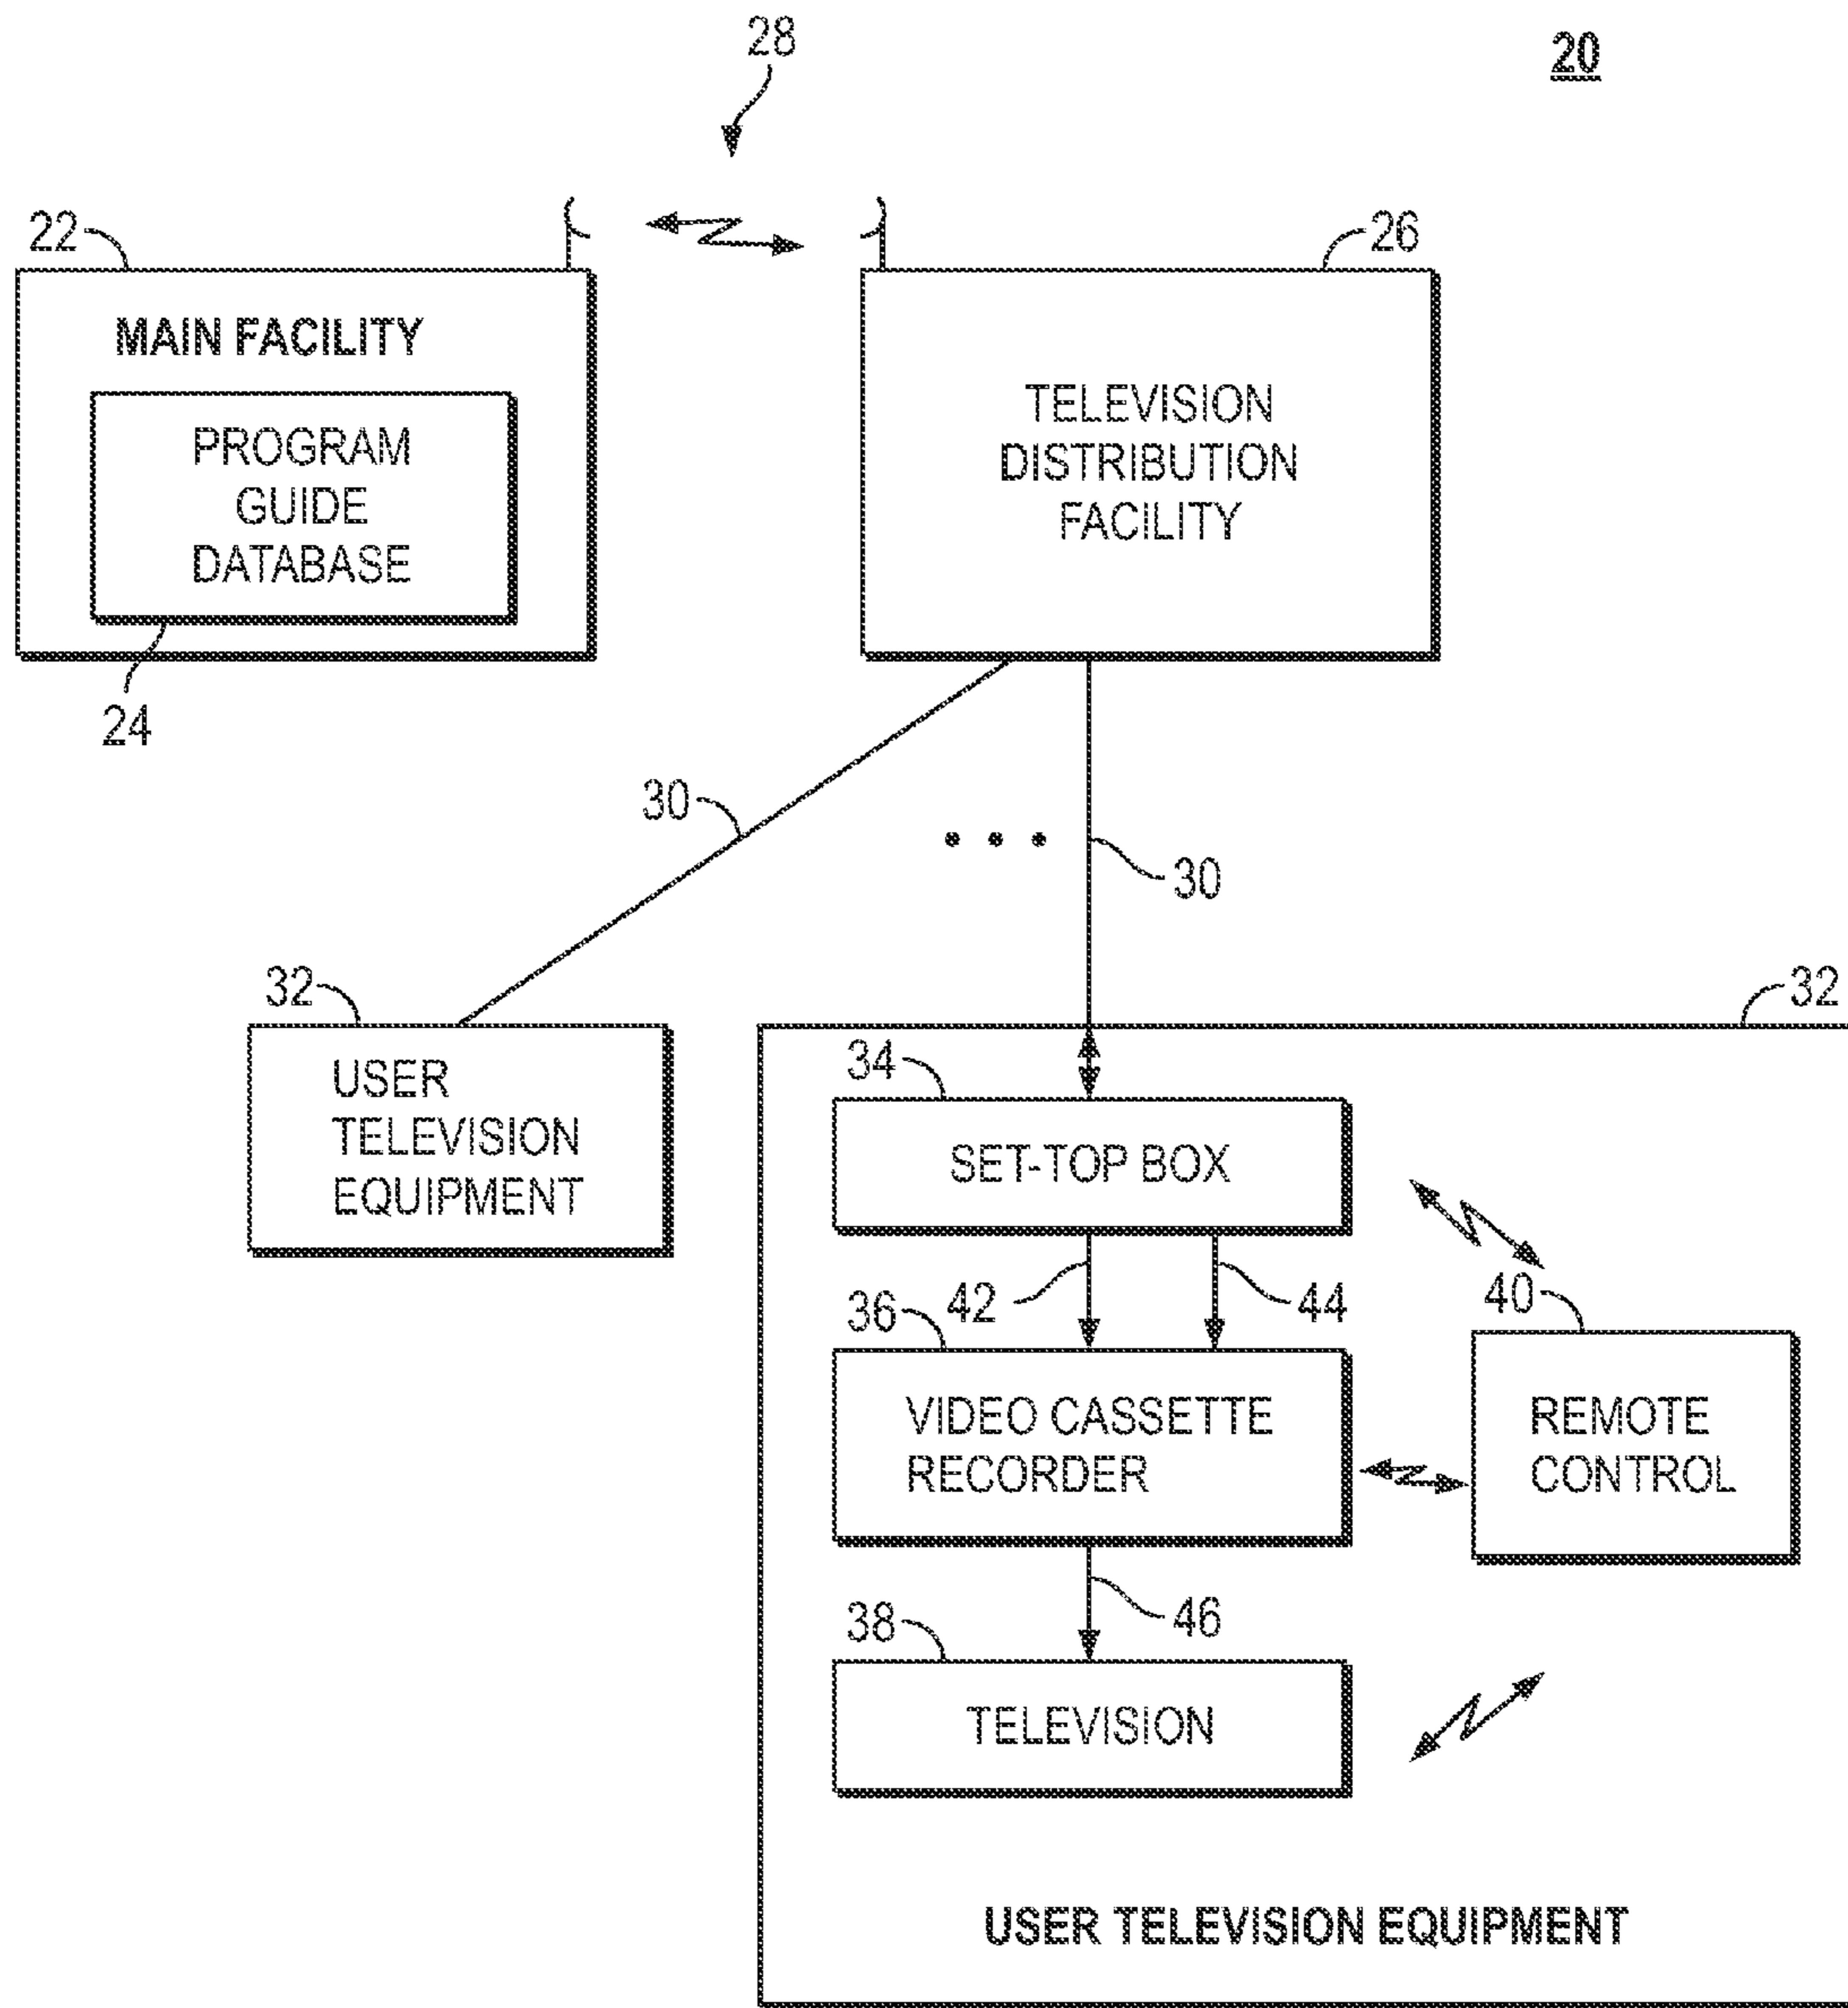 28
20
22
26
MAIN FACILITY
PROGRAM
GUIDE
DATABASE
24
TELEVISION
DISTRIBUTION
FACILITY
30
30
32
USER
TELEVISION
EQUIPMENT
32
34
SET-TOP BOX
42
44
36
VIDEO CASSETTE
RECORDER
40
REMOTE
CONTROL
46
38
TELEVISION
USER TELEVISION EQUIPMENT